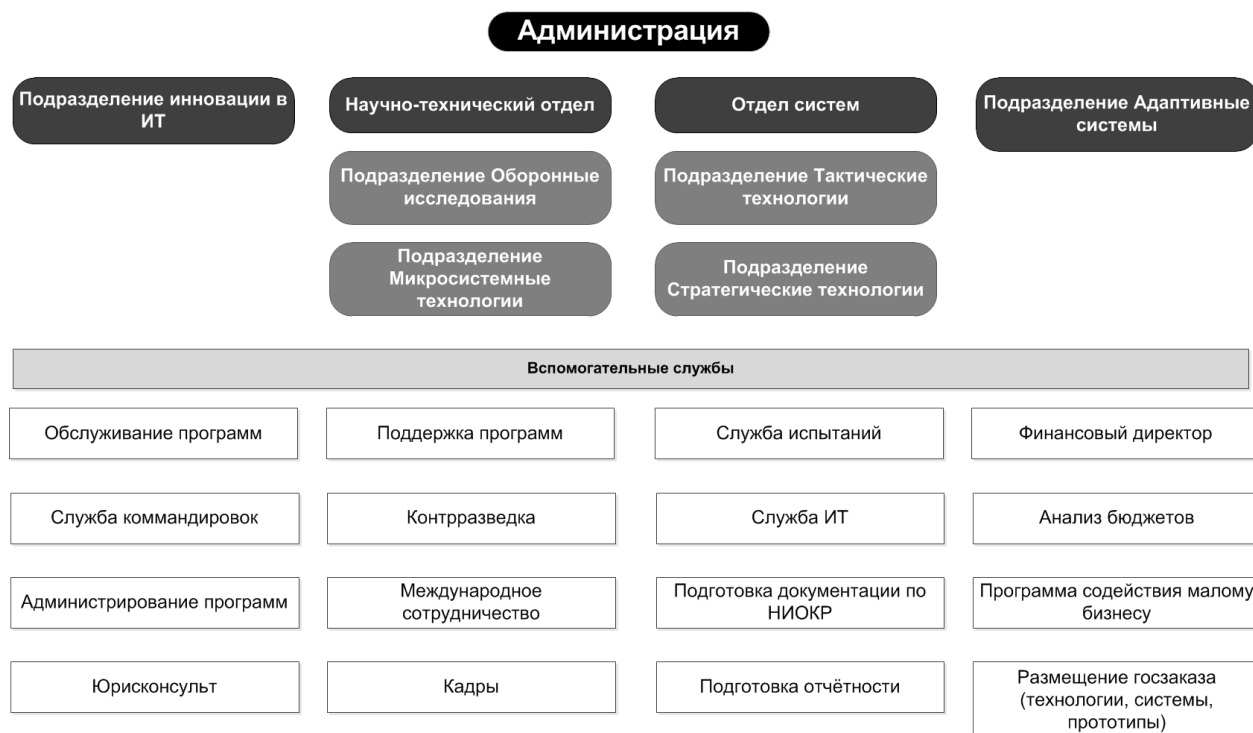 Администрация
Подразделение инновации в
ИТ
Научно-технический отдел
Отдел систем
Подразделение Адаптивные
системы
Подразделение Оборонные
исследования
Подразделение Тактические
технологии
Подразделение
Микросистемные
технологии
Подразделение
Стратегические технологии
Вспомогательные службы
Обслуживание программ
Поддержка программ
Служба испытаний
Финансовый директор
Служба коммандировок
Контрразведка
Служба ИТ
Анализ бюджетов
Администрирование программ
Международное
сотрудничество
Подготовка документации по
НИОКР
Программа содействия малому
бизнесу
Юрисконсульт
Кадры
Подготовка отчётности
Размещение госзаказа
(технологии, системы,
прототипы)